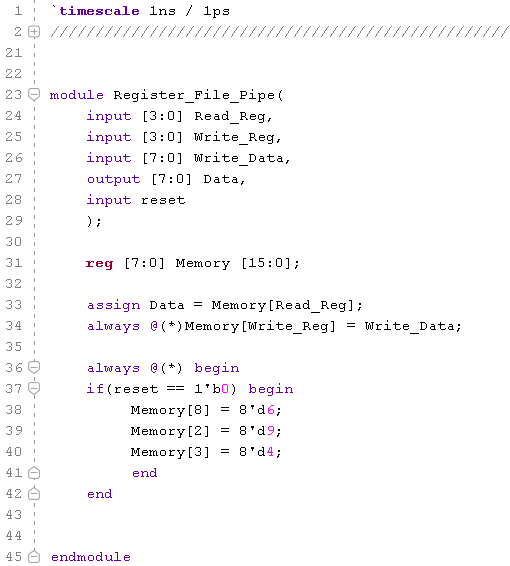 1 `timescale 1ns / 1ps
2 ///////////////////////////////////////////////////
21
22
23 module Register_File_Pipe(
24 input [3:0] Read_Reg,
25 input [3:0] Write_Reg,
26 input [7:0] Write_Data,
27 output [7:0] Data,
28 input reset
29 );
30
31 reg [7:0] Memory [15:0];
32
33 assign Data = Memory[Read_Reg];
34 always @(*)Memory[Write_Reg] = Write_Data;
35
36 always @(*) begin
37 if(reset == 1'b0) begin
38 Memory[8] = 8'd6;
39 Memory[2] = 8'd9;
40 Memory[3] = 8'd4;
41 end
42 end
43
44
45 endmodule